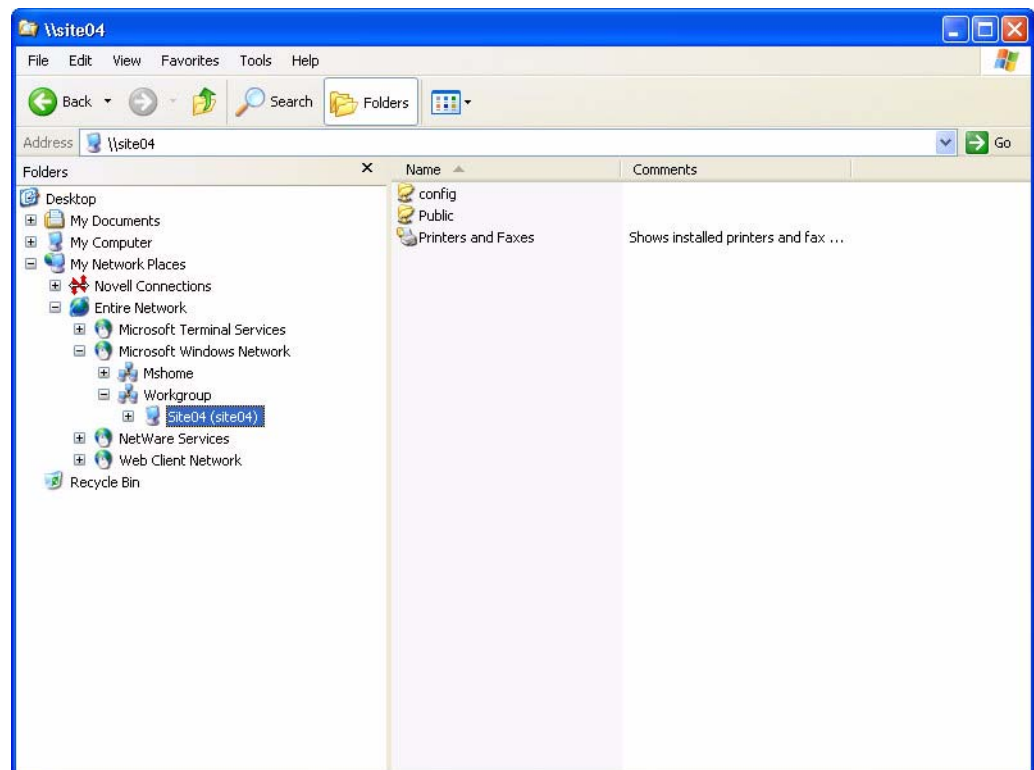 \\site04
File Edit View Favorites Tools Help
Back Search Folders
Address \\site04 Go
Folders x Name Comments
Desktop
My Documents
My Computer
My Network Places
Novell Connections
Entire Network
Microsoft Terminal Services
Microsoft Windows Network
Mshome
Workgroup
Site04 (site04)
NetWare Services
Web Client Network
Recycle Bin
config
Public
Printers and Faxes Shows installed printers and fax ...